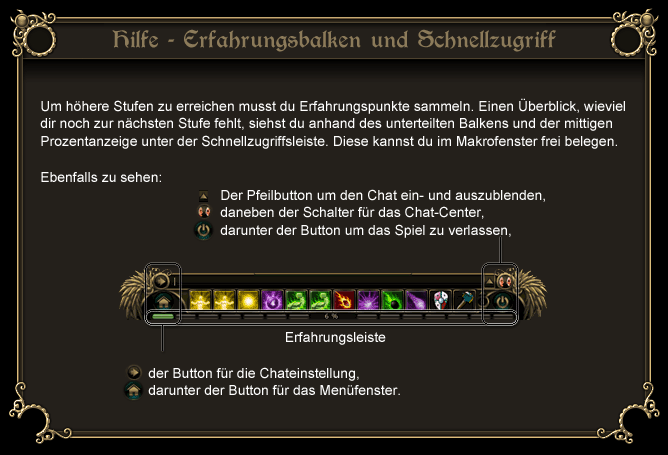 Hilfe - Erfahrungsbalken und Schnellzugriff
Um höhere Stufen zu erreichen musst du Erfahrungspunkte sammeln. Einen Überblick, wieviel
dir noch zur nächsten Stufe fehlt, siehst du anhand des unterteilten Balkens und der mittigen
Prozentanzeige unter der Schnellzugriffsleiste. Diese kannst du im Makrofenster frei belegen.
Ebenfalls zu sehen:
Der Pfeilbutton um den Chat ein- und auszublenden,
daneben der Schalter für das Chat-Center,
darunter der Button um das Spiel zu verlassen,
6 %
Erfahrungsleiste
der Button für die Chateinstellung,
darunter der Button für das Menüfenster.